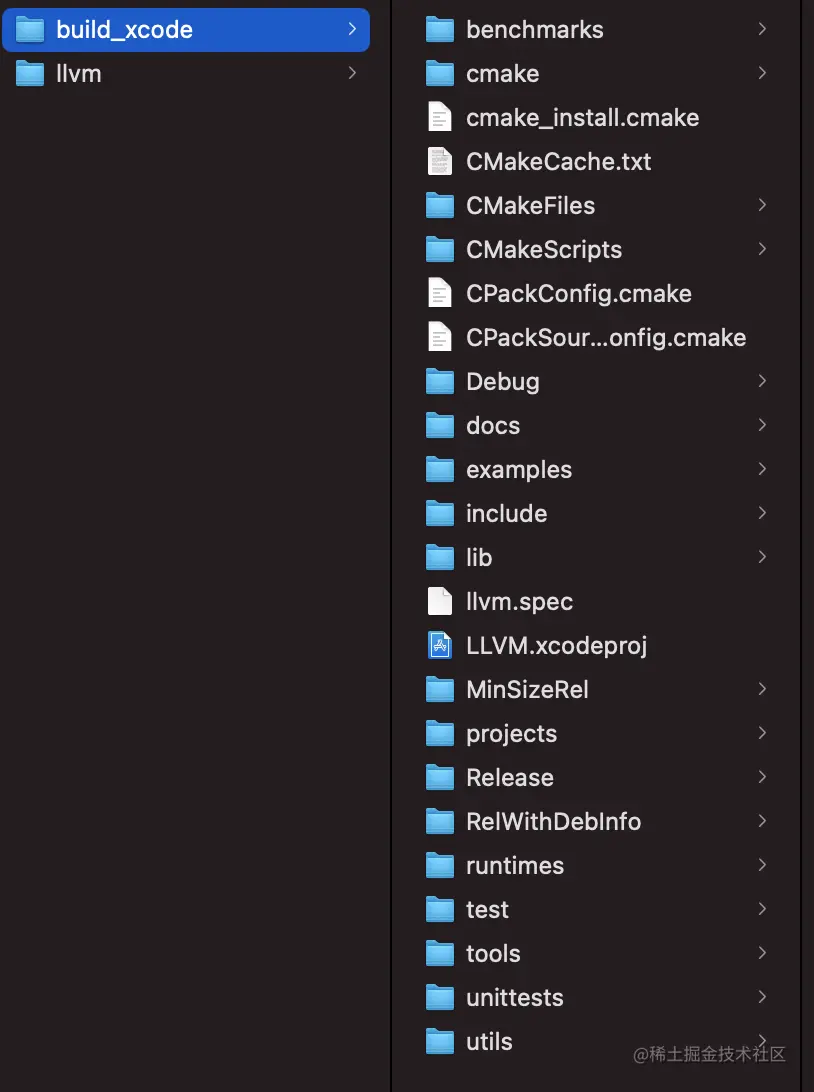 build_xcode
llvm
benchmarks
cmake
cmake_install.cmake
CMakeCache.txt
CMakeFiles
CMakeScripts
CPackConfig.cmake
CPackSour...onfig.cmake
Debug
docs
examples
include
lib
llvm.spec
LLVM.xcodeproj
MinSizeRel
projects
Release
RelWithDebInfo
runtimes
test
tools
unittests
utils
@稀土掘金技术社区